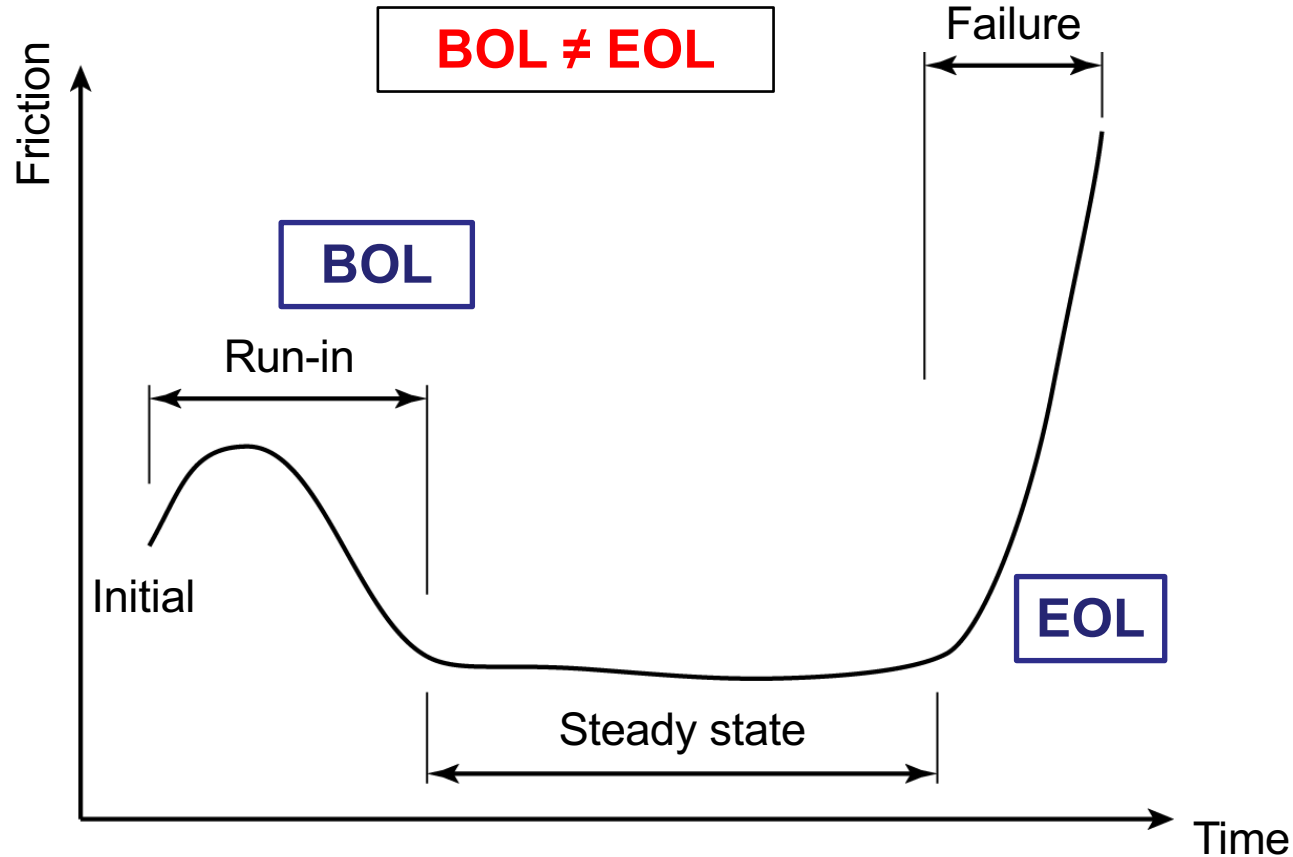 BOL ≠ EOL
Failure
Friction
BOL
Run-in
Initial
EOL
Steady state
Time